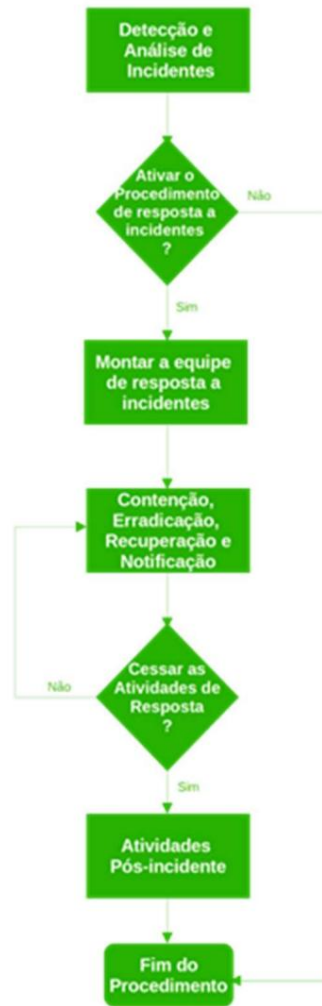 Detecção e
Análise de
Incidentes
Ativar o
Procedimento
de resposta a
incidentes
?
Não
Sim
Montar a equipe
de resposta a
incidentes
Contenção,
Erradicação,
Recuperação e
Notificação
Cessar as
Atividades de
Resposta
?
Não
Sim
Atividades
Pós-incidente
Fim do
Procedimento